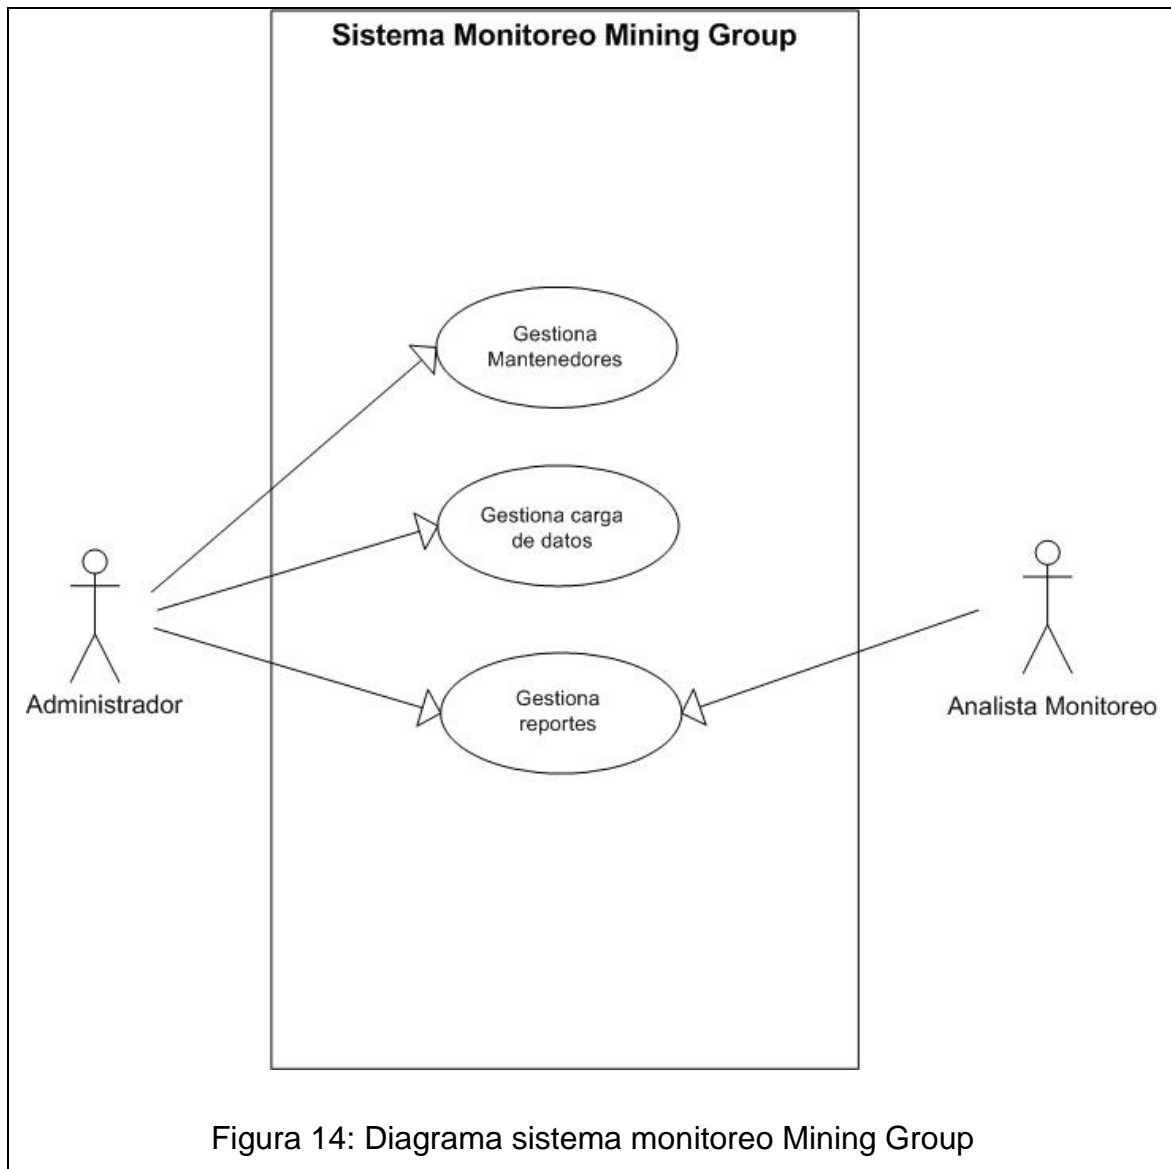 Sistema Monitoreo Mining Group
Gestiona
Mantenedores
Gestiona carga
de datos
Administrador
Gestiona
reportes
Analista Monitoreo
Figura 14: Diagrama sistema monitoreo Mining Group